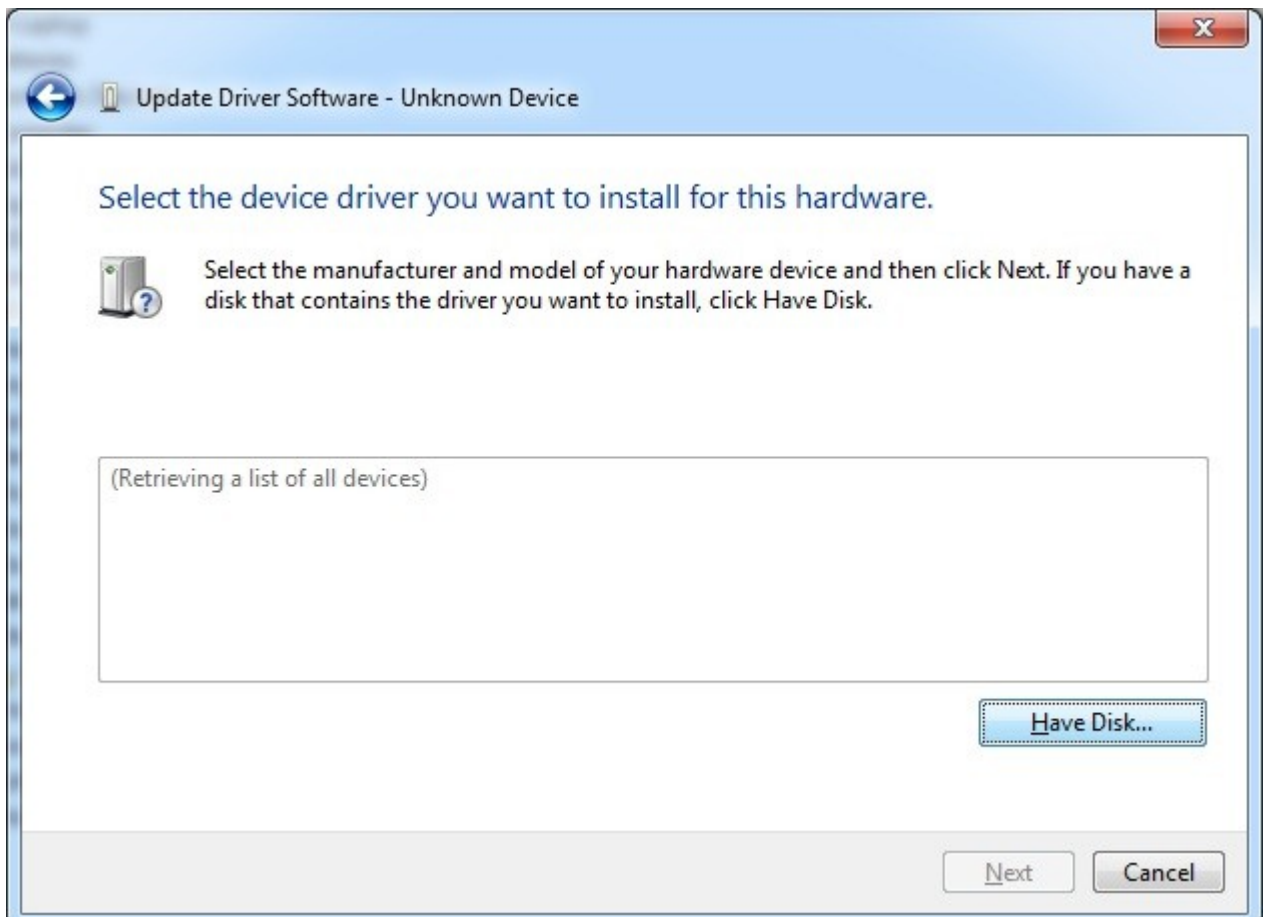 Update Driver Software - Unknown Device
Select the device driver you want to install for this hardware.
Select the manufacturer and model of your hardware device and then click Next. If you have a
disk that contains the driver you want to install, click Have Disk.
(Retrieving a list of all devices)
Have Disk...
Next
Cancel